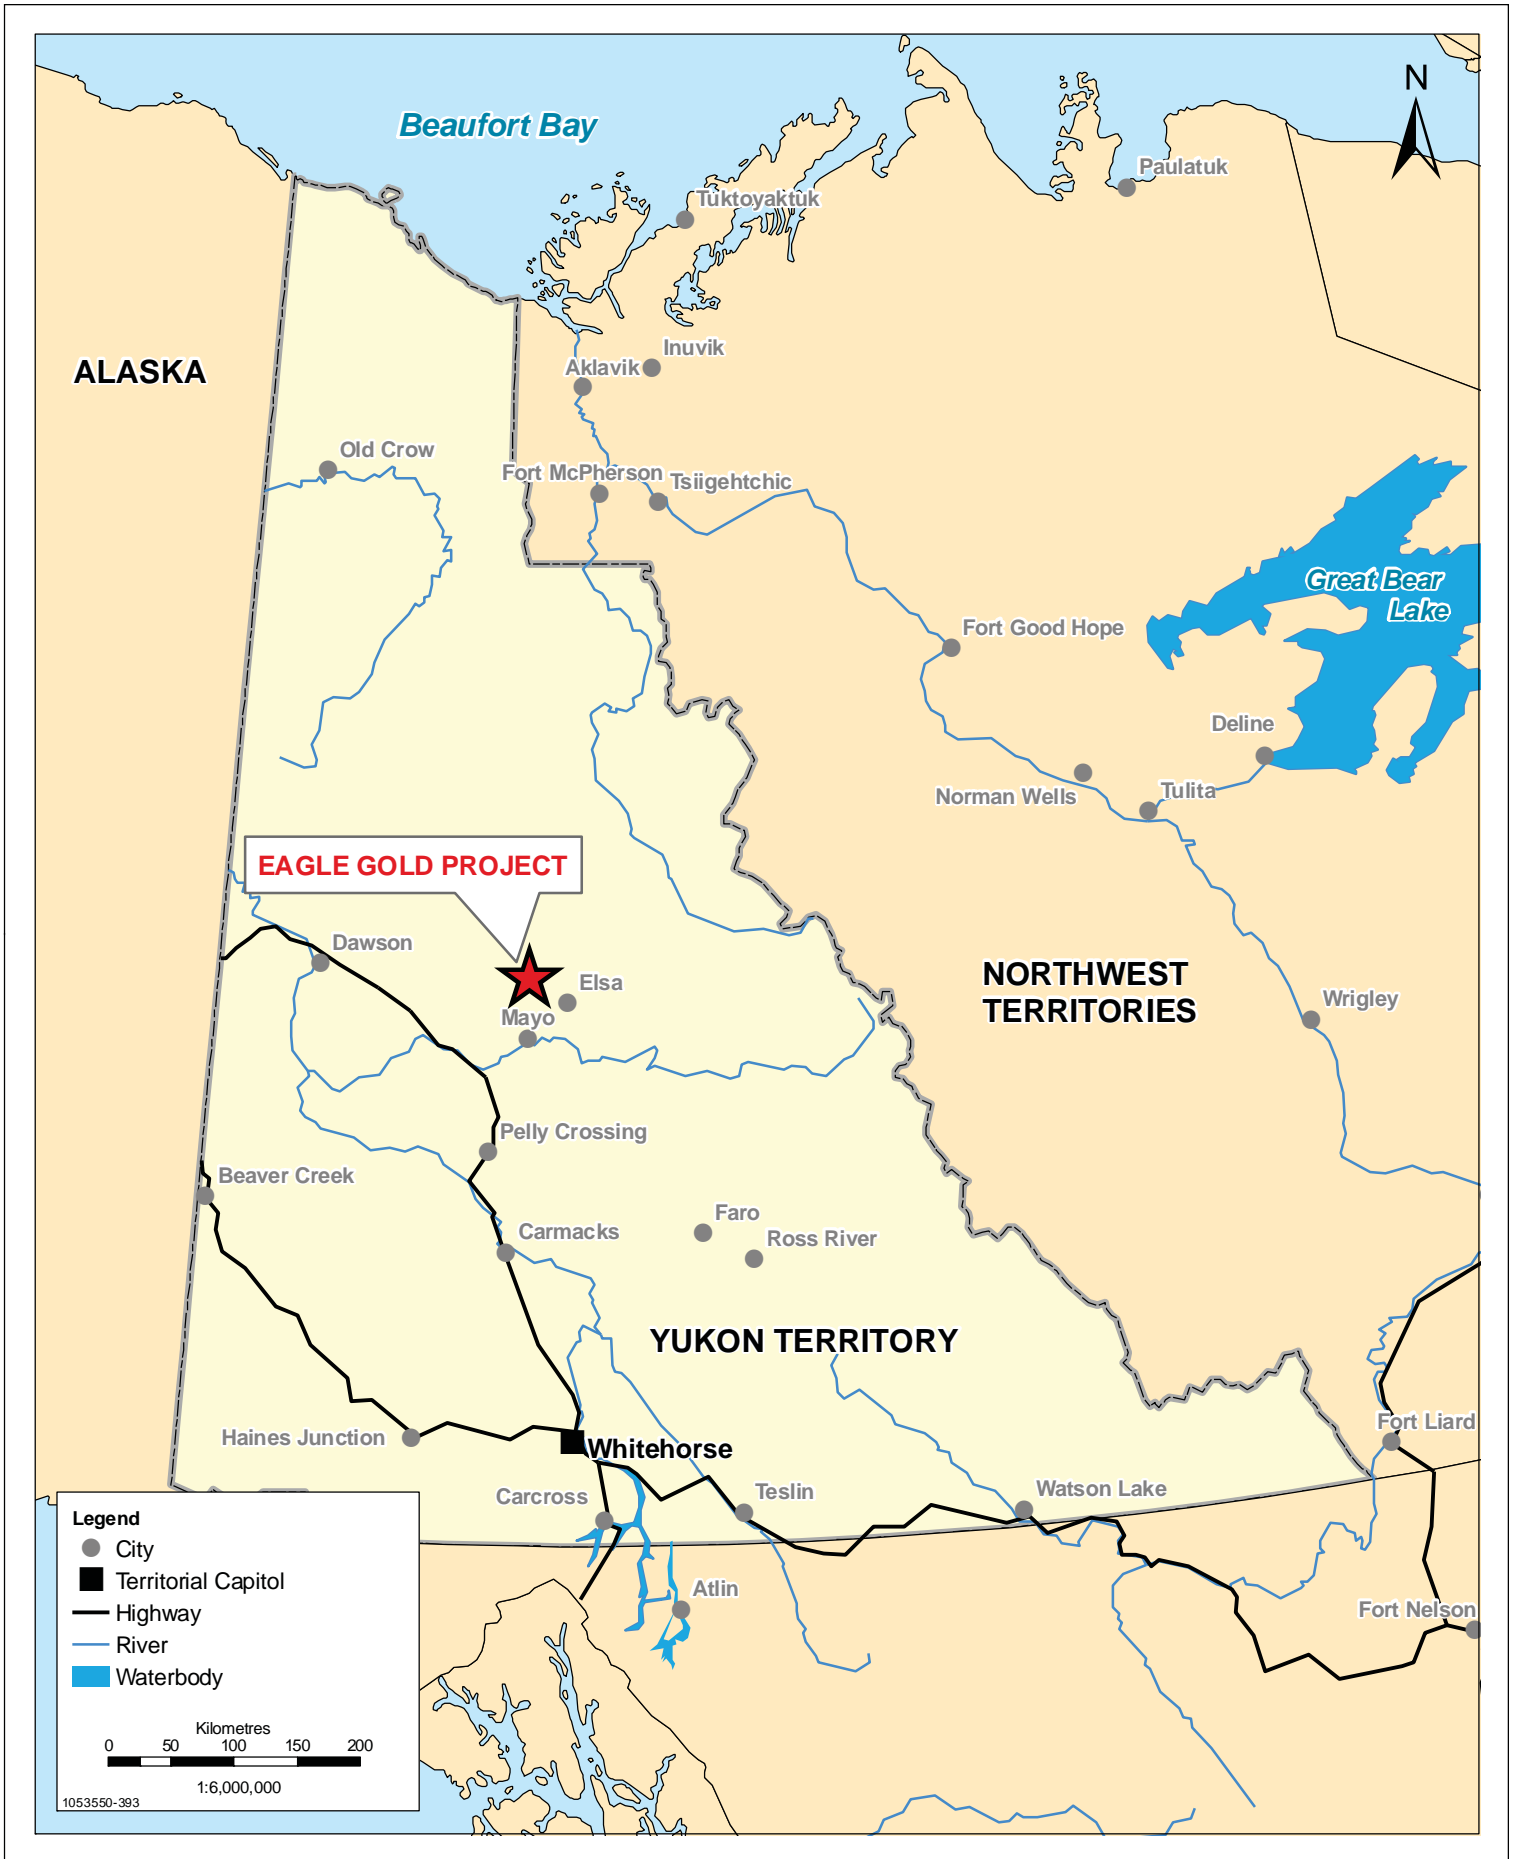 N
Beaufort Bay
Paulatuk
Tuktoyaktuk
Inuvik
Aklavik
ALASKA
Old Crow
Fort McPherson
Tsiigehtchic
Great Bear
Lake
Fort Good Hope
Deline
Norman Wells
Tulita
EAGLE GOLD PROJECT
Dawson
Elsa
Mayo
NORTHWEST
TERRITORIES
Wrigley
Pelly Crossing
Beaver Creek
Faro
Carmacks
Ross River
YUKON TERRITORY
Haines Junction
Whitehorse
Fort Liard
Carcross
Teslin
Watson Lake
Atlin
Fort Nelson
Legend
City
Territorial Capitol
Highway
River
Waterbody
Kilometres
0 50 100 150 200
1:6,000,000
1053550-393